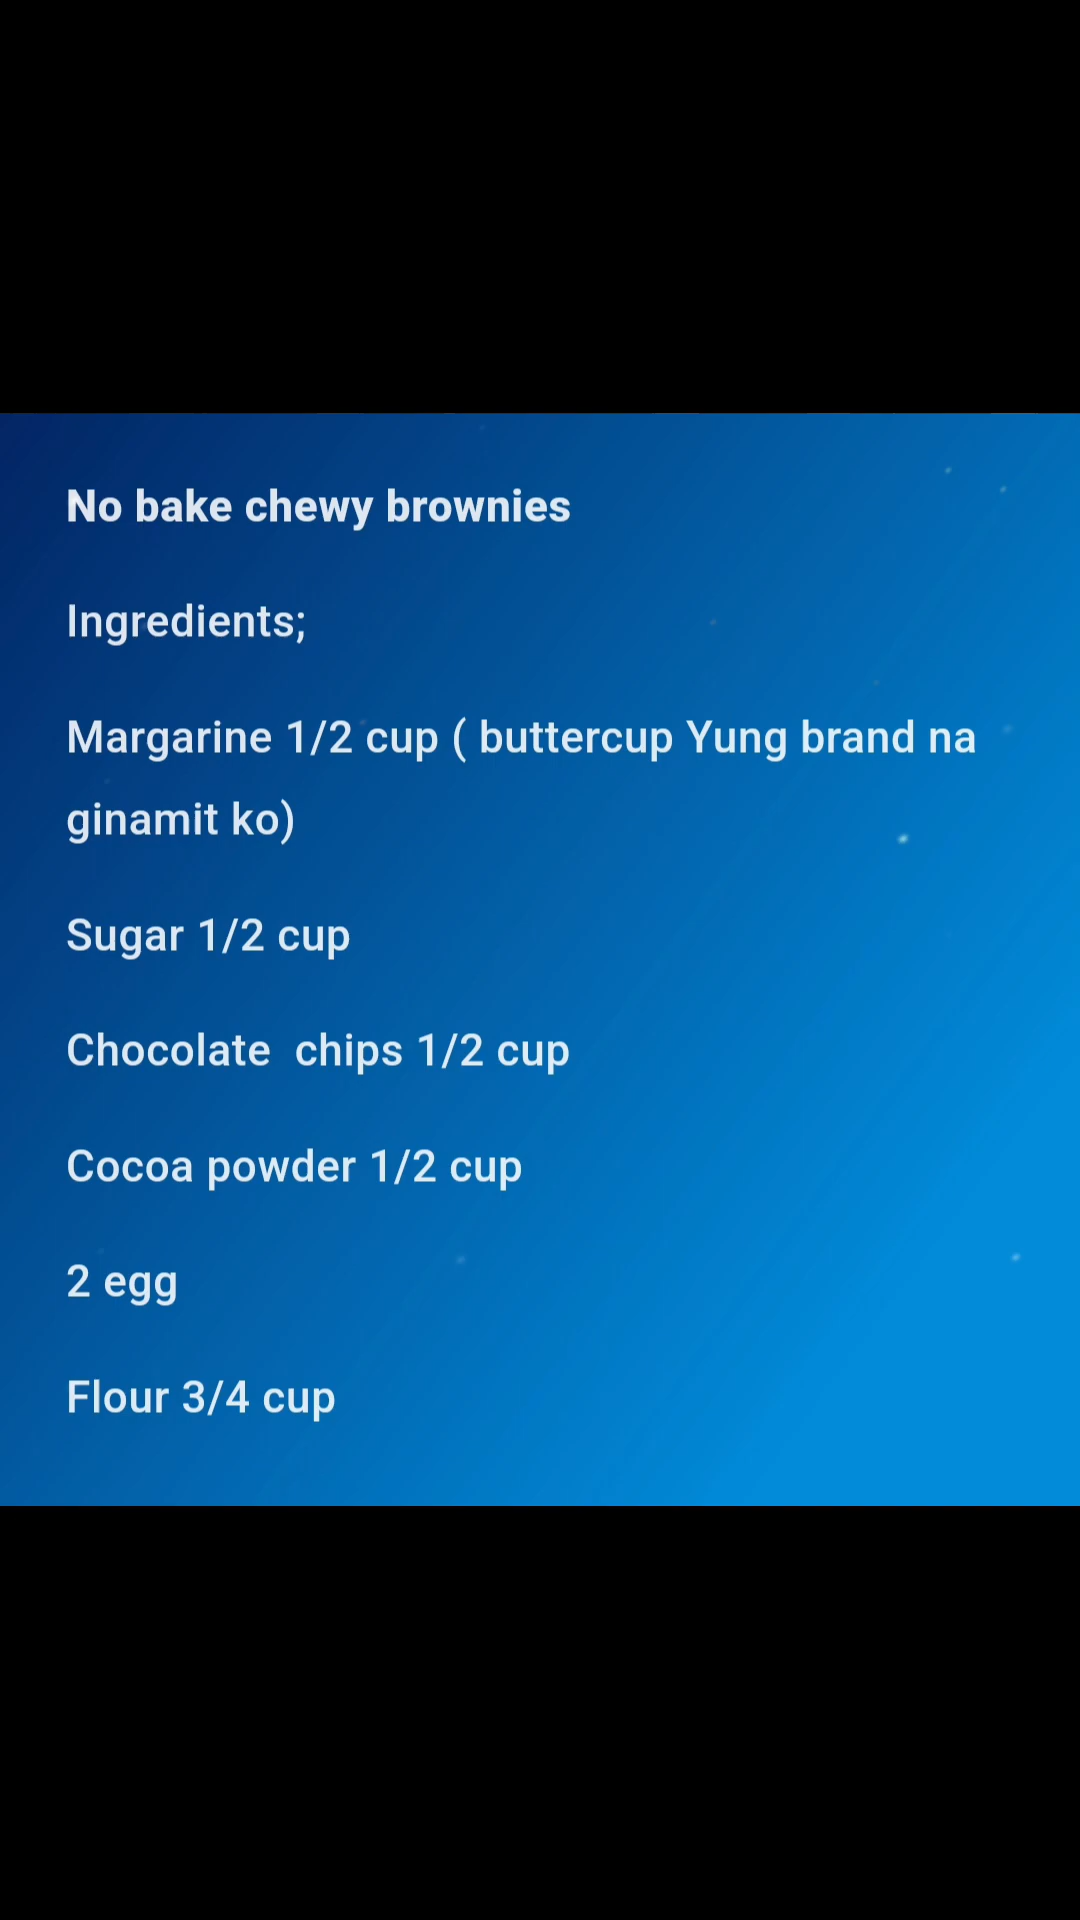 No bake chewy brownies
Ingredients;
Margarine 1/2 cup ( buttercup Yung brand na
ginamit ko)
Sugar 1/2 cup
Chocolate  chips 1/2 cup
Cocoa powder 1/2 cup
2 egg
Flour 3/4 cup